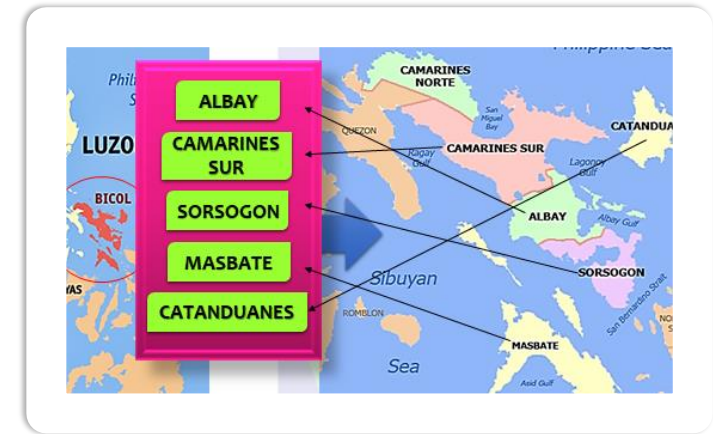 ALBAY
CAMARINES
SUR
SORSOGON
MASBATE
CATANDUANES
LUZO
BICOL
CAMARINES
NORTE
San
Miguel
Bay
QUEZON
Ragay
Gulf
CAMARINES SUR
CATANDUA
Lagonoy
Gulf
ALBAY
Albay Gulf
SORSOGON
San Bernardino Strait
Sibuyan
ROMBLON
Sea
MASBATE
Asid Gulf